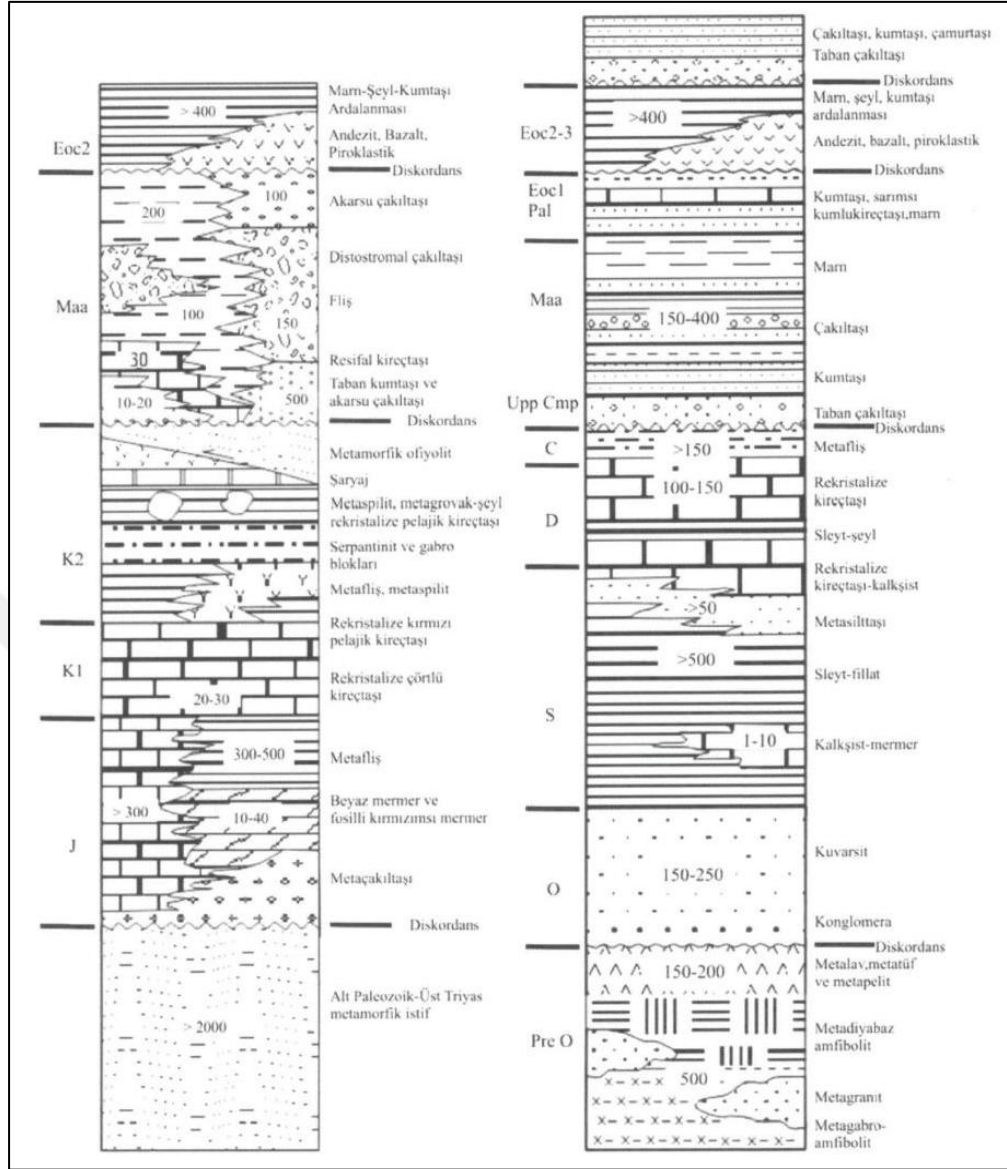 Eoc2
Maa
K2
K1
J
> 400
200
100
100
150
30
10-20
500
20-30
300-500
> 300
10-40
> 2000
Marn-Şeyl-Kumtaşı
Ardalanması
Andezit, Bazalt,
Piroklastik
Diskordans
Akarsu çakıltaşı
Distostromal çakıltaşı
Fliş
Resifal kireçtaşı
Taban kumtaşı ve
akarsu çakıltaşı
Diskordans
Metamorfik ofiyolit
Şaryaj
Metaspilit, metagrovak-şeyl
rekristalize pelajik kireçtaşı
Serpantinit ve gabro
blokları
Metafliş, metaspilit
Rekristalize kırmızı
pelajik kireçtaşı
Rekristalize çörtlü
kireçtaşı
Metafliş
Beyaz mermer ve
fosilli kırmızımsı mermer
Metaçakıltaşı
Diskordans
Alt Paleozoik-Üst Triyas
metamorfik istif
Eoc2-3
Eoc1
Pal
Maa
Upp Cmp
C
D
S
O
Pre O
>400
150-400
>150
100-150
>50
>500
1-10
150-250
150-200
500
Çakıltaşı, kumtaşı, çamurtaşı
Taban çakıltaşı
Diskordans
Marn, şeyl, kumtaşı
ardalanması
Andezit, bazalt, piroklastik
Diskordans
Kumtaşı, sarımsı
kumlukireçtaşı,marn
Marn
Çakıltaşı
Kumtaşı
Taban çakıltaşı
Diskordans
Metafliş
Rekristalize
kireçtaşı
Sleyt-şeyl
Rekristalize
kireçtaşı-kalkşist
Metasilttaşı
Sleyt-fillat
Kalkşist-mermer
Kuvarsit
Konglomera
Diskordans
Metalav,metatüf
ve metapelit
Metadiyabaz
amfibolit
Metagranit
Metagabro-
amfibolit